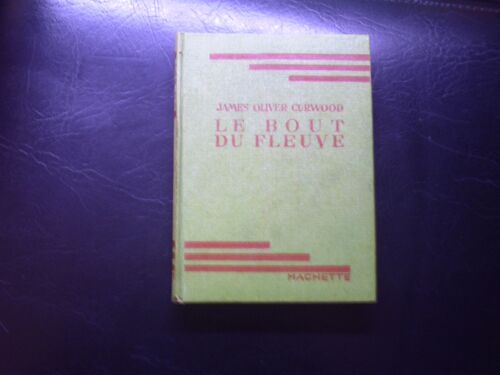 JAMES OLIVER CURWOOD
LE BOUT
DU FLEUVE
HACHETTE